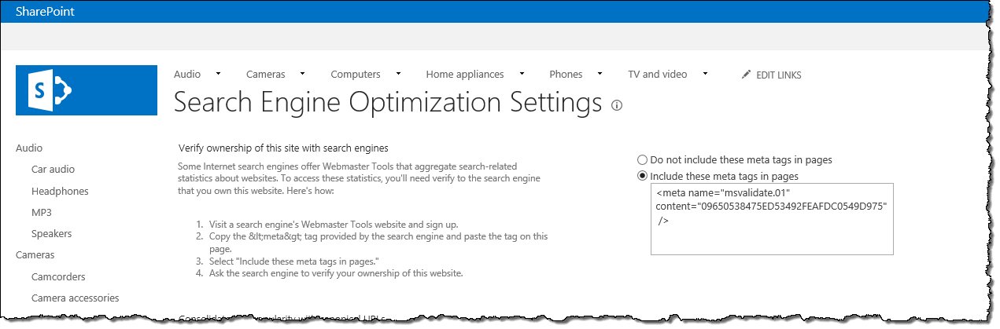 SharePoint
S
Audio
Cameras
Computers
Home appliances
Phones
TV and video
EDIT LINKS
Search Engine Optimization Settings
Audio
Car audio
Headphones
MP3
Speakers
Cameras
Camcorders
Camera accessories
Verify ownership of this site with search engines
Some Internet search engines offer Webmaster Tools that aggregate search-related
statistics about websites. To access these statistics, you'll need verify to the search engine
that you own this website. Here's how:
1. Visit a search engine's Webmaster Tools website and sign up.
2. Copy the &lt;meta&gt; tag provided by the search engine and paste the tag on this
page.
3. Select "Include these meta tags in pages."
4. Ask the search engine to verify your ownership of this website.
Do not include these meta tags in pages
Include these meta tags in pages
<meta name="msvalidate.01"
content="09650538475ED53492FEAFDC0549D975"
/>